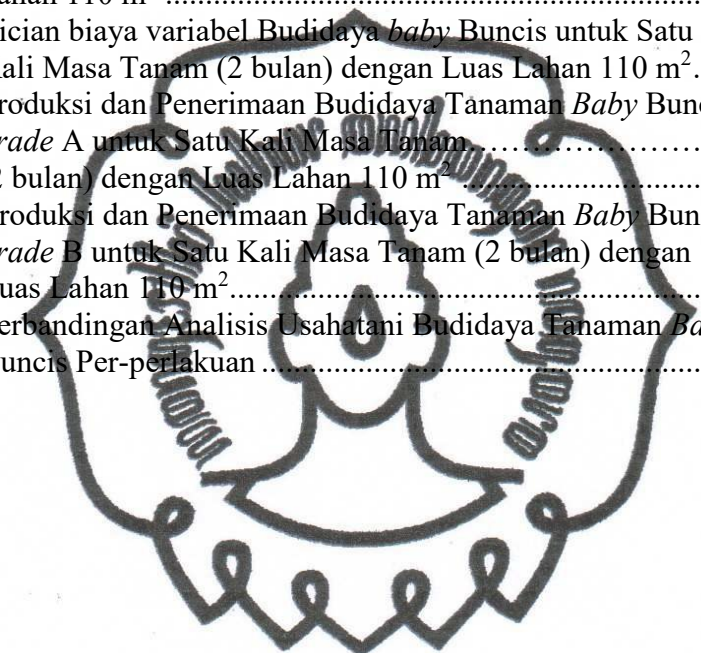 ahan 110 m² ........................................................................
ician biaya variabel Budidaya baby Buncis untuk Satu
ali Masa Tanam (2 bulan) dengan Luas Lahan 110 m².
roduksi dan Penerimaan Budidaya Tanaman Baby Bunc
rade A untuk Satu Kali Masa Tanam……………………
2 bulan) dengan Luas Lahan 110 m² ................................
roduksi dan Penerimaan Budidaya Tanaman Baby Bun
rade B untuk Satu Kali Masa Tanam (2 bulan) dengan
uas Lahan 110 m²..............................................................
erbandingan Analisis Usahatani Budidaya Tanaman Ba
uncis Per-perlakuan ..........................................................